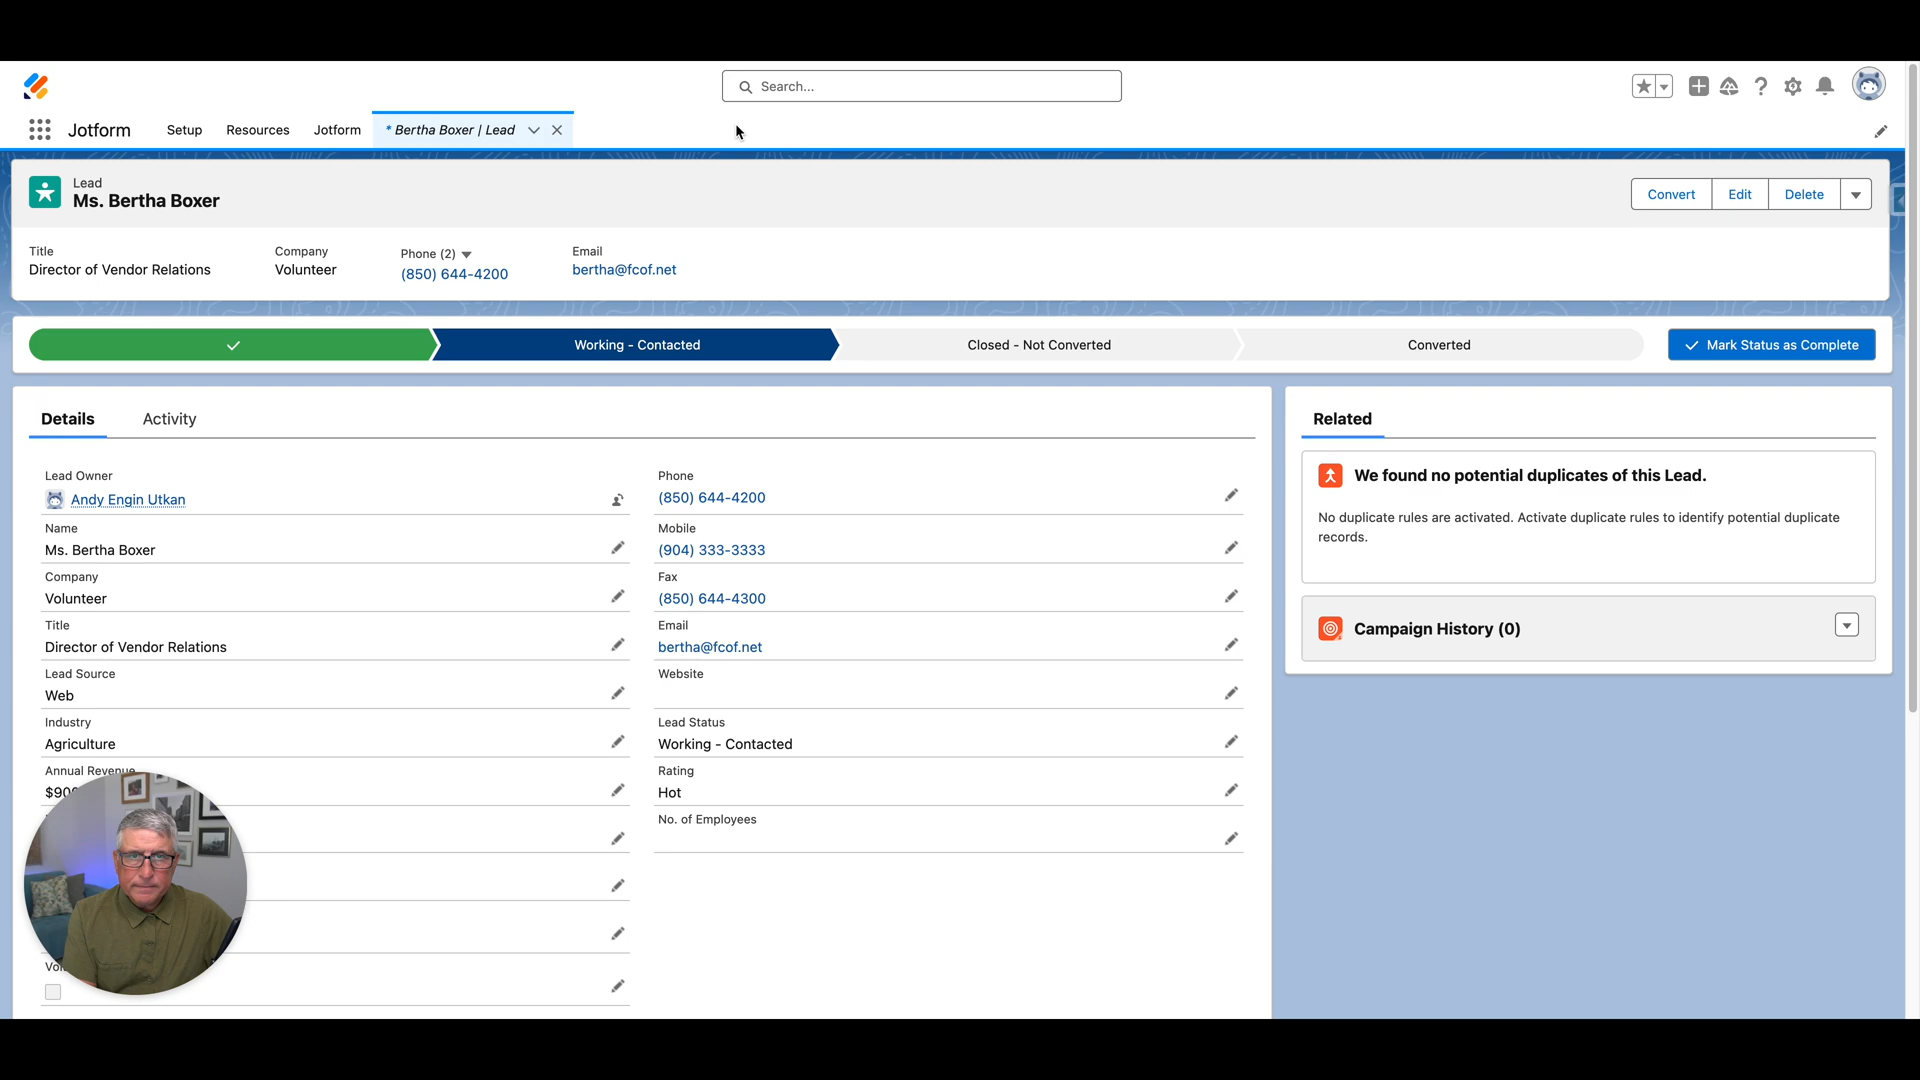 Search...
Jotform
Setup
Resources
Jotform
* Bertha Boxer | Lead
Lead
Ms. Bertha Boxer
Convert
Edit
Delete
Title
Director of Vendor Relations
Company
Volunteer
Phone (2)
(850) 644-4200
Email
bertha@fcof.net
Working - Contacted
Closed - Not Converted
Converted
Mark Status as Complete
Details
Activity
Lead Owner
Andy Engin Utkan
Name
Ms. Bertha Boxer
Company
Volunteer
Title
Director of Vendor Relations
Lead Source
Web
Industry
Agriculture
Annual Revenue
Phone
(850) 644-4200
Mobile
(904) 333-3333
Fax
(850) 644-4300
Email
bertha@fcof.net
Website
Lead Status
Working - Contacted
Rating
Hot
No. of Employees
Related
We found no potential duplicates of this Lead.
No duplicate rules are activated. Activate duplicate rules to identify potential duplicate
records.
Campaign History (0)